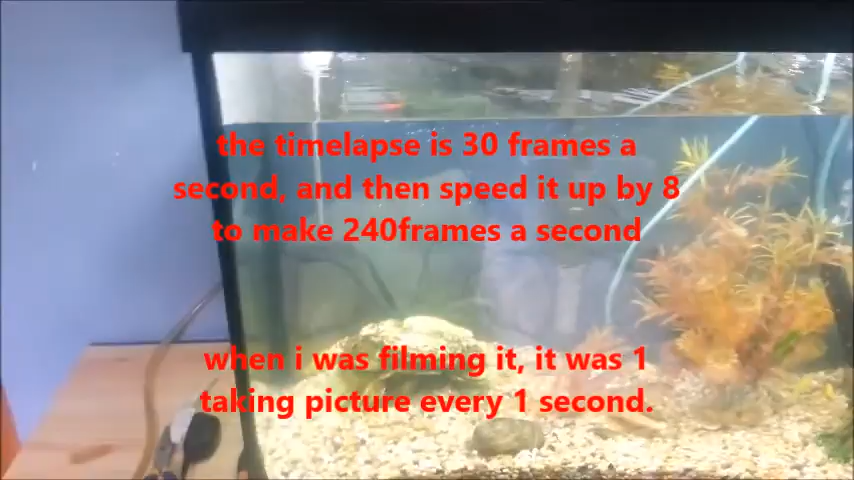 the timelapse is 30 frames a
second, and then speed it up by 8
to make 240frames a second
when i was filming it, it was 1
taking picture every 1 second.